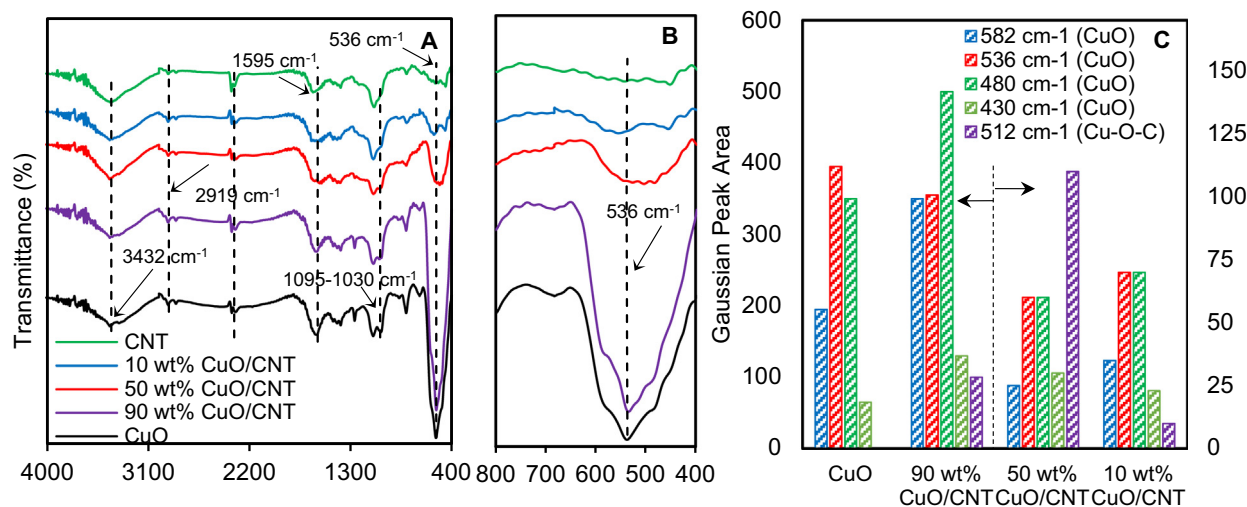 A
536 cm-1
1595 cm-1
2919 cm-1
3432 cm-1
1095-1030 cm-1
Transmittance (%)
CNT
10 wt% CuO/CNT
50 wt% CuO/CNT
90 wt% CuO/CNT
CuO
4000 3100 2200 1300 400
B
536 cm-1
800 700 600 500 400
C
582 cm-1 (CuO)
536 cm-1 (CuO)
480 cm-1 (CuO)
430 cm-1 (CuO)
512 cm-1 (Cu-O-C)
Gaussian Peak Area
600
500
400
300
200
100
0
150
125
100
75
50
25
0
CuO 90 wt% 50 wt% 10 wt%
CuO/CNT CuO/CNT CuO/CNT